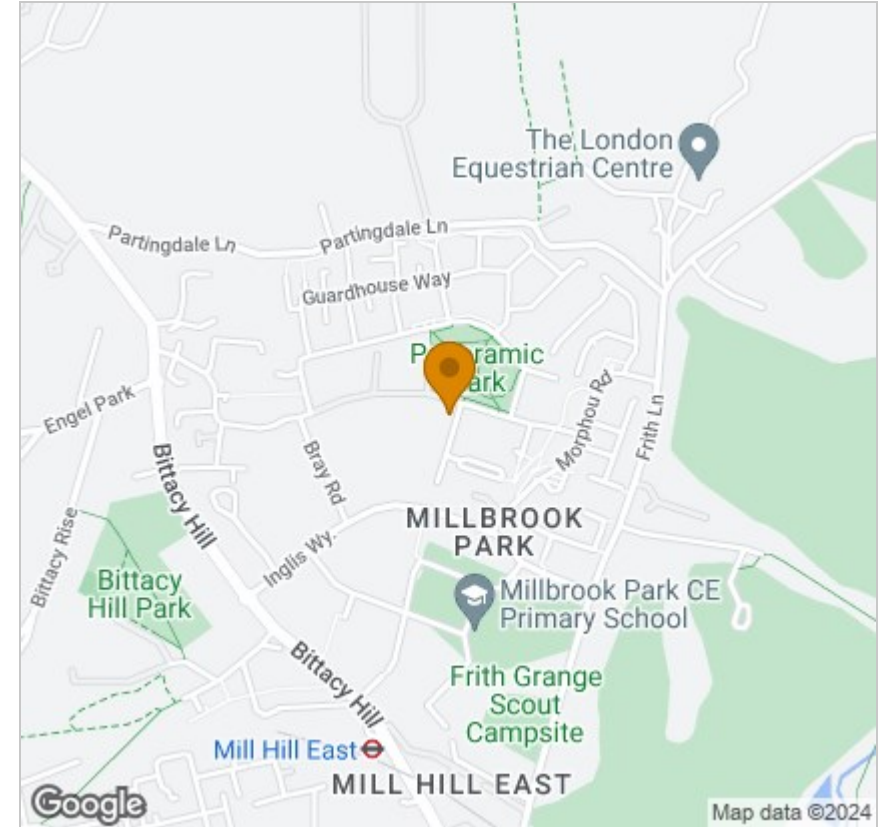 The London
Equestrian Centre
Partingdale Ln
Partingdale Ln
Guardhouse Way
Engel Park
Bray Rd
Morphou Rd
Frith Ln
Bittacy Hill
MILLBROOK
PARK
Inglis Wy.
Bittacy Rise
Bittacy
Hill Park
Millbrook Park CE
Primary School
Bittacy Hill
Frith Grange
Scout
Campsite
Mill Hill East
MILL HILL EAST
Google
Map data ©2024